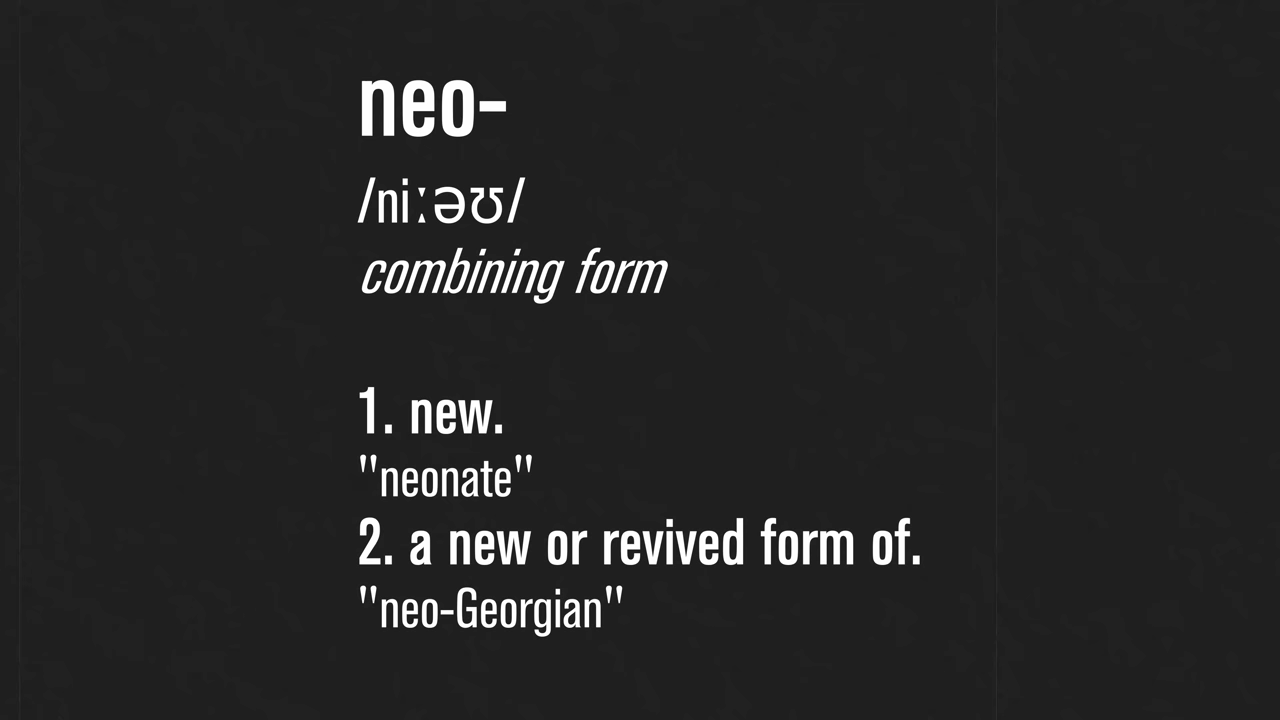 neo-
/niːəʊ/
combining form
1. new.
"neonate"
2. a new or revived form of.
"neo-Georgian"